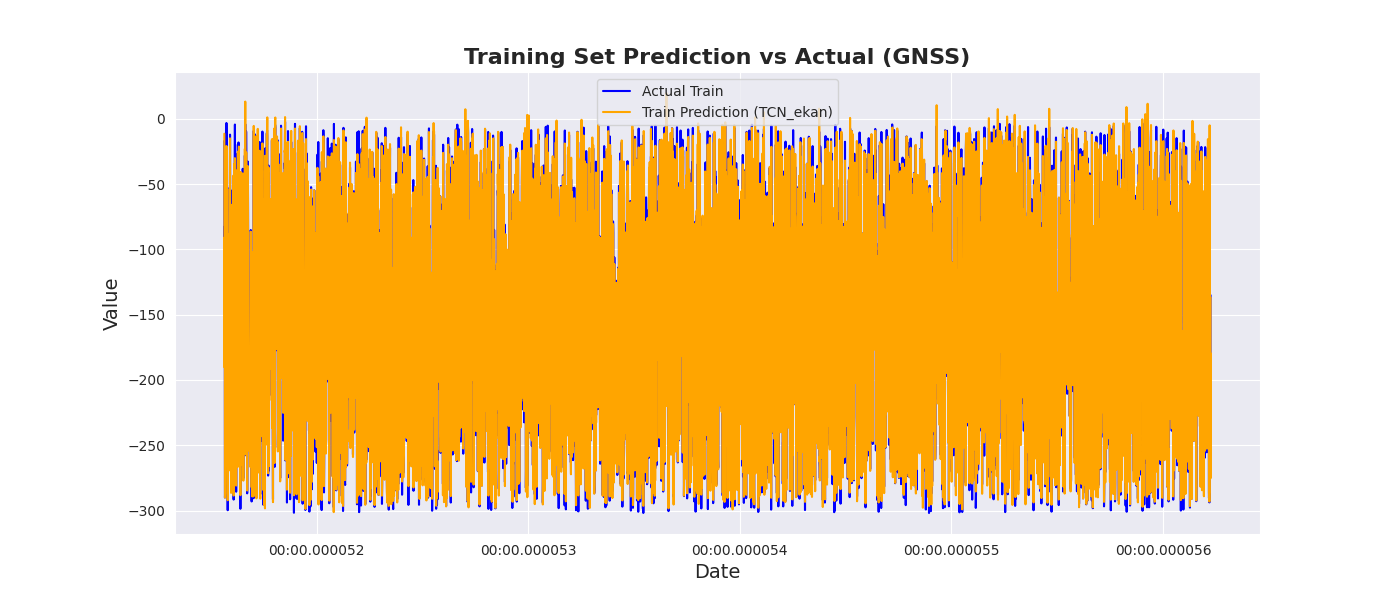 Training Set Prediction vs Actual (GNSS)
Actual Train
Train Prediction (TCN_ekan)
Value
0
−50
−100
−150
−200
−250
−300
00:00.000052 00:00.000053 00:00.000054 00:00.000055 00:00.000056
Date